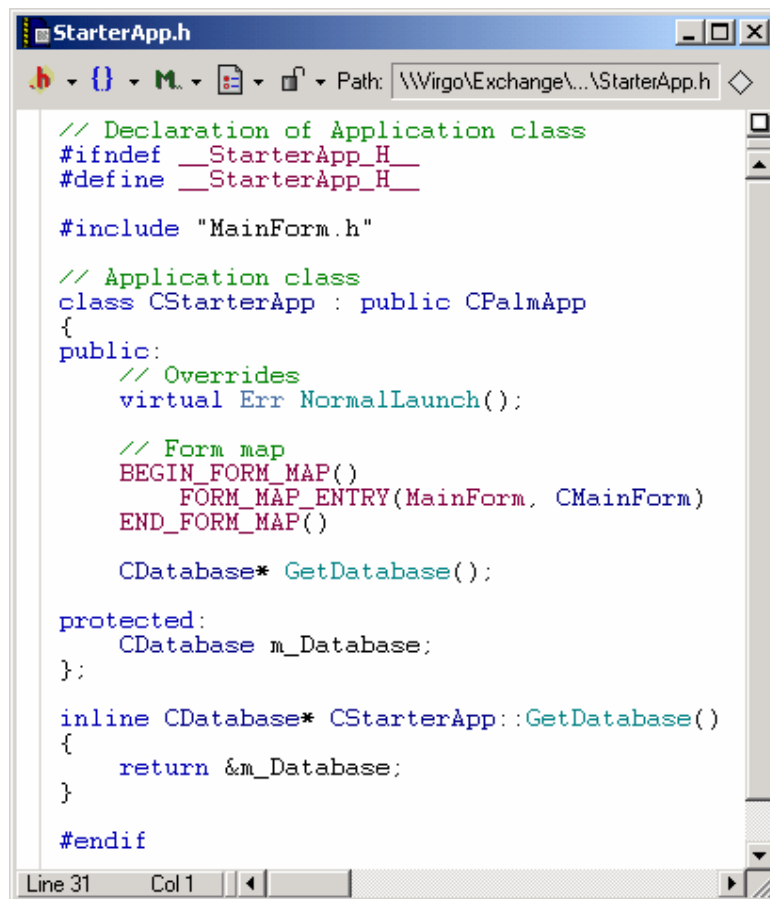 StarterApp.h
.h {} M.. Path: \\Virgo\Exchange\...\StarterApp.h
// Declaration of Application class
#ifndef __StarterApp_H__
#define __StarterApp_H__
#include "MainForm.h"
// Application class
class CStarterApp : public CPalmApp
{
public:
// Overrides
virtual Err NormalLaunch();
// Form map
BEGIN_FORM_MAP()
FORM_MAP_ENTRY(MainForm, CMainForm)
END_FORM_MAP()
CDatabase* GetDatabase();
protected:
CDatabase m_Database;
};
inline CDatabase* CStarterApp::GetDatabase()
{
return &m_Database;
}
#endif
Line 31 Col 1